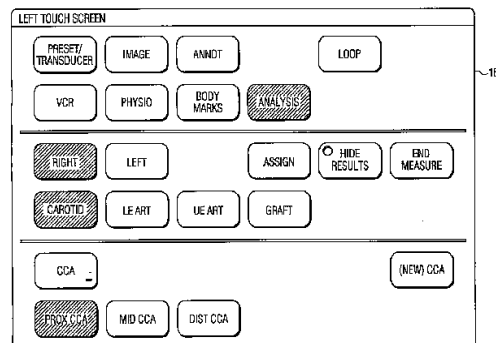 LEFT TOUCH SCREEN
PRESET/
TRANSDUCER
IMAGE
ANNOT
LOOP
VCR
PHYSIO
BODY
MARKS
ANALYSIS
RIGHT
LEFT
ASSIGN
HIDE
RESULTS
END
MEASURE
CAROTID
LE ART
UE ART
GRAFT
CCA
(NEW) CCA
PROX CCA
MID CCA
DIST CCA